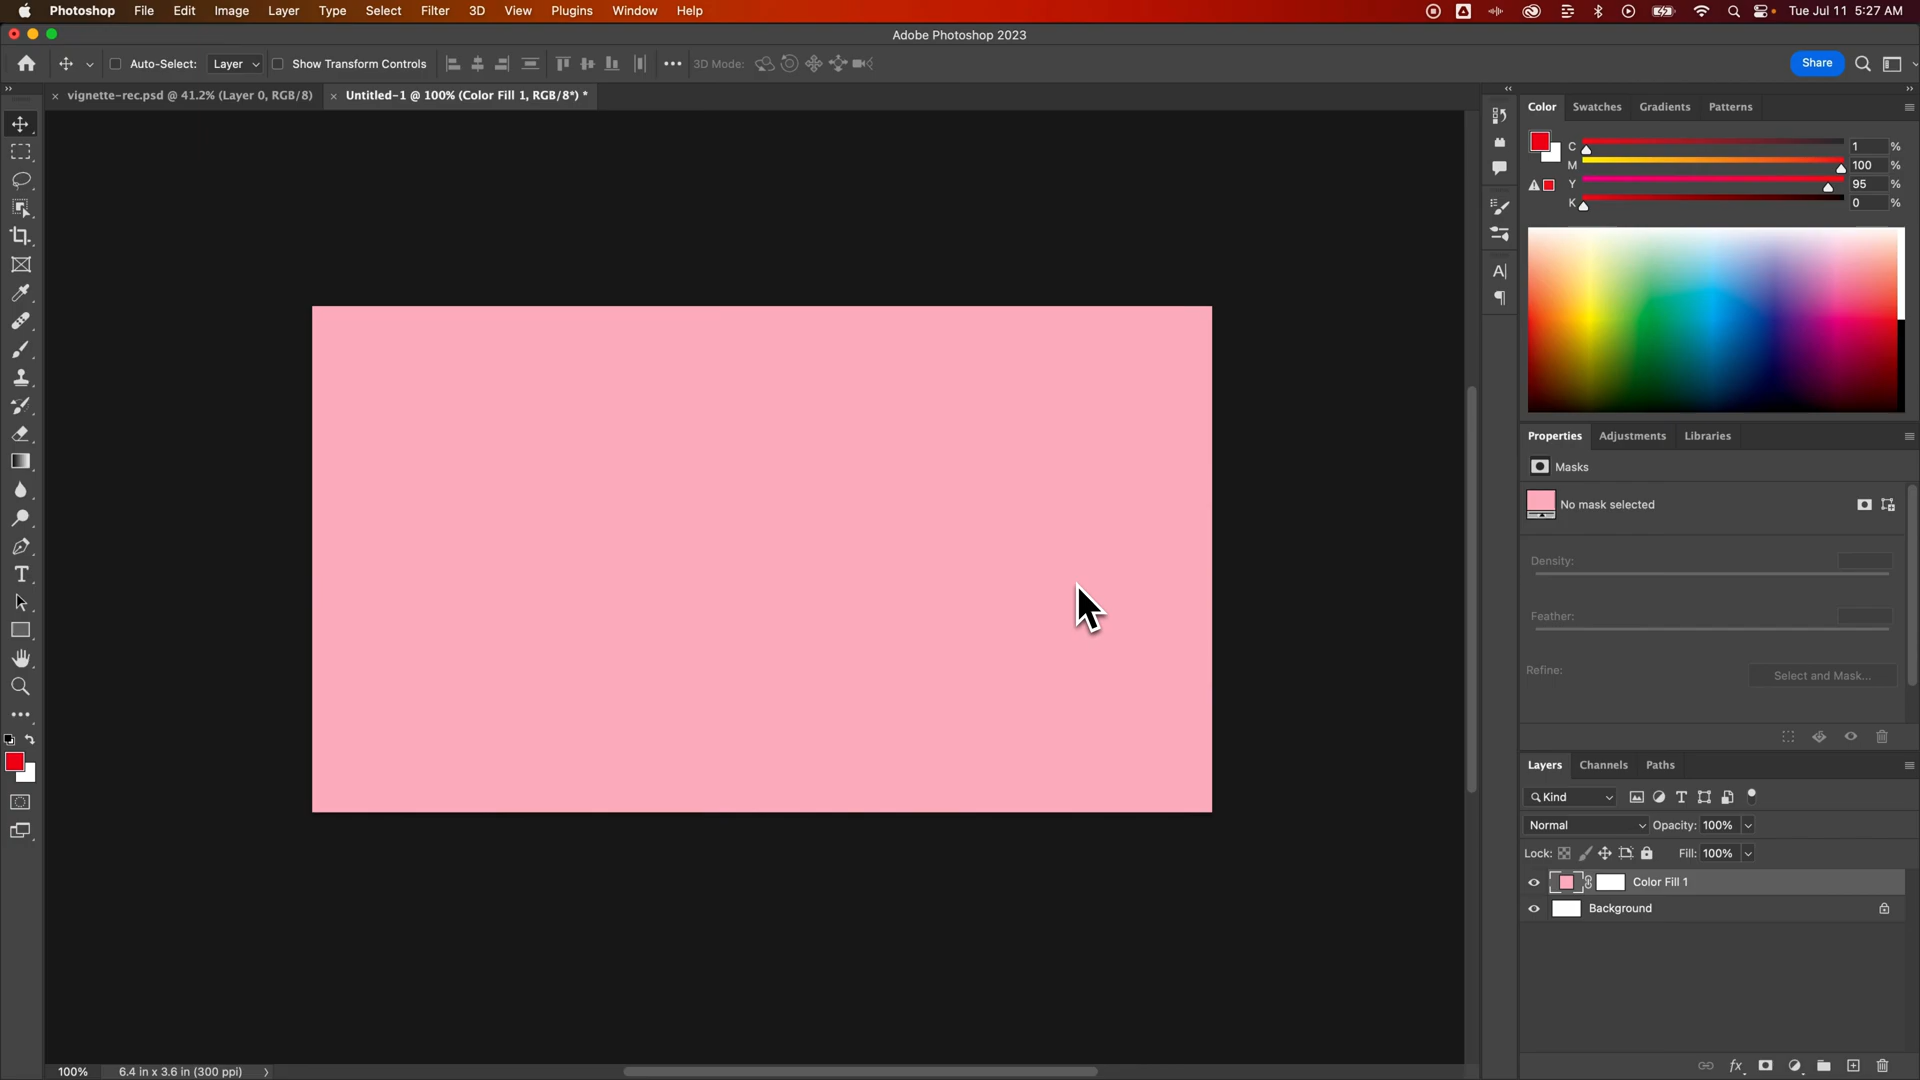 Photoshop File Edit Image Layer Type Select Filter 3D View Plugins Window Help Tue Jul 11 5:27 AM
Adobe Photoshop 2023
Auto-Select: Layer Show Transform Controls 3D Mode: Share
vignette-rec.psd @ 41.2% (Layer 0, RGB/8) Untitled-1 @ 100% (Color Fill 1, RGB/8*) *
Color Swatches Gradients Patterns
C 1 %
M 100 %
Y 95 %
K 0 %
Properties Adjustments Libraries
Masks
No mask selected
Density:
Feather:
Refine: Select and Mask...
Layers Channels Paths
Kind
Normal Opacity: 100%
Lock: Fill: 100%
Color Fill 1
Background
100% 6.4 in x 3.6 in (300 ppi)